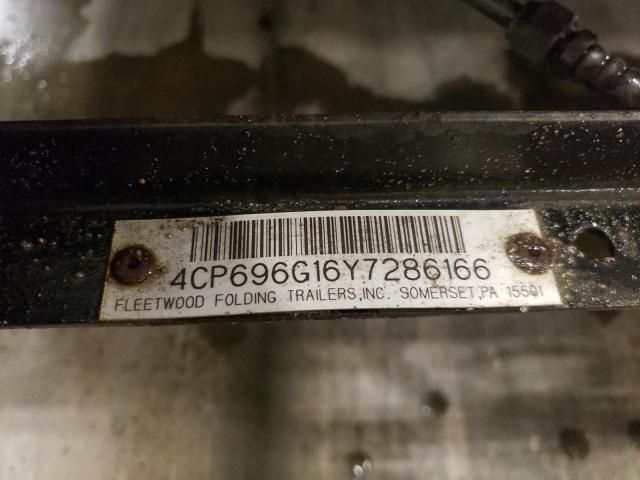 4CP696G16Y7286166
FLEETWOOD FOLDING TRAILERS,INC. SOMERSET,PA 15501